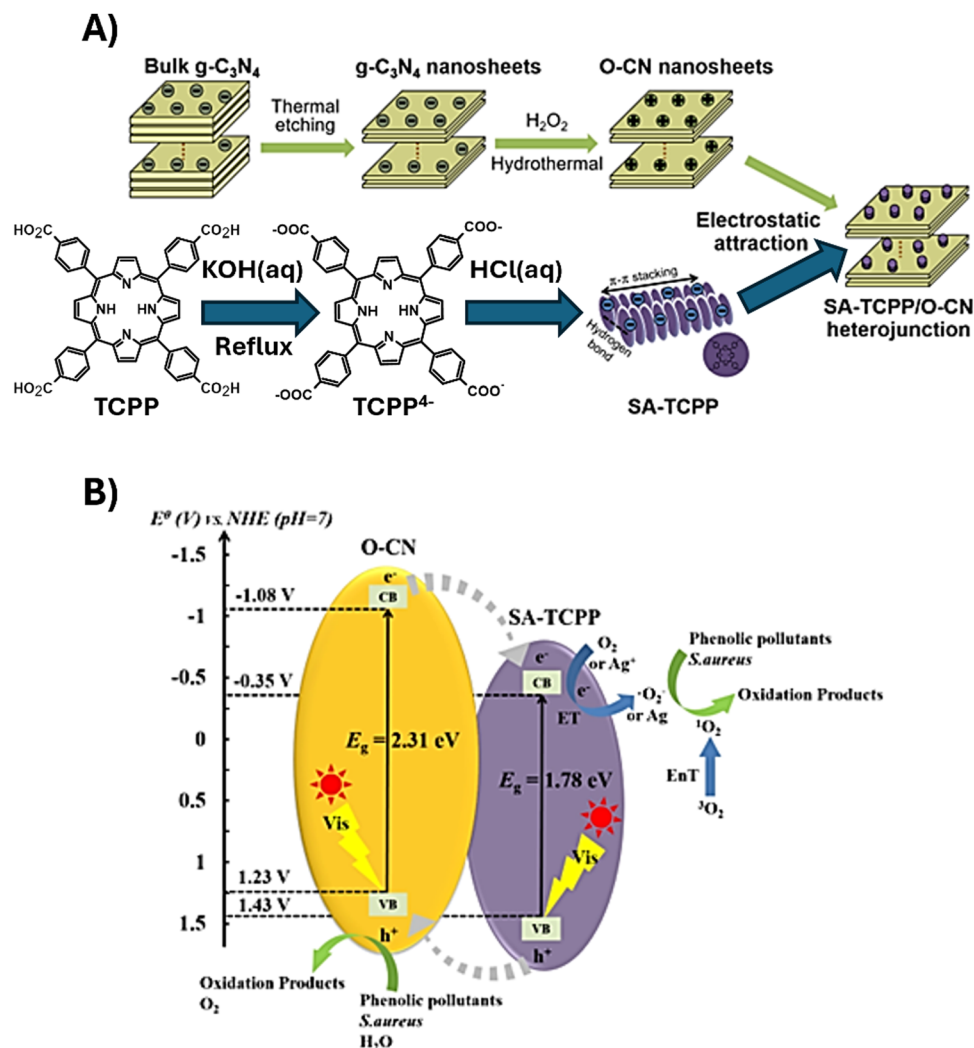 A)
Bulk g-C₃N₄
g-C₃N₄ nanosheets
O-CN nanosheets
Thermal
etching
H₂O₂
Hydrothermal
HO₂C
CO₂H
N
NH
HN
N
HO₂C
CO₂H
TCPP
KOH(aq)
Reflux
-OOC
COO-
N
NH
HN
N
-OOC
COO-
TCPP⁴⁻
HCl(aq)
π-π stacking
Hydrogen
bond
SA-TCPP
Electrostatic
attraction
SA-TCPP/O-CN
heterojunction
B)
E⁰ (V) vs. NHE (pH=7)
-1.5
-1
-0.5
0
0.5
1
1.5
-1.08 V
-0.35 V
1.23 V
1.43 V
O-CN
e⁻
CB
Eg = 2.31 eV
Vis
VB
h⁺
SA-TCPP
e⁻
CB
e⁻
ET
Eg = 1.78 eV
Vis
VB
h⁺
O₂
or Ag⁺
·O₂⁻
or Ag
Phenolic pollutants
S.aureus
Oxidation Products
¹O₂
EnT
³O₂
Oxidation Products
O₂
Phenolic pollutants
S.aureus
H₂O